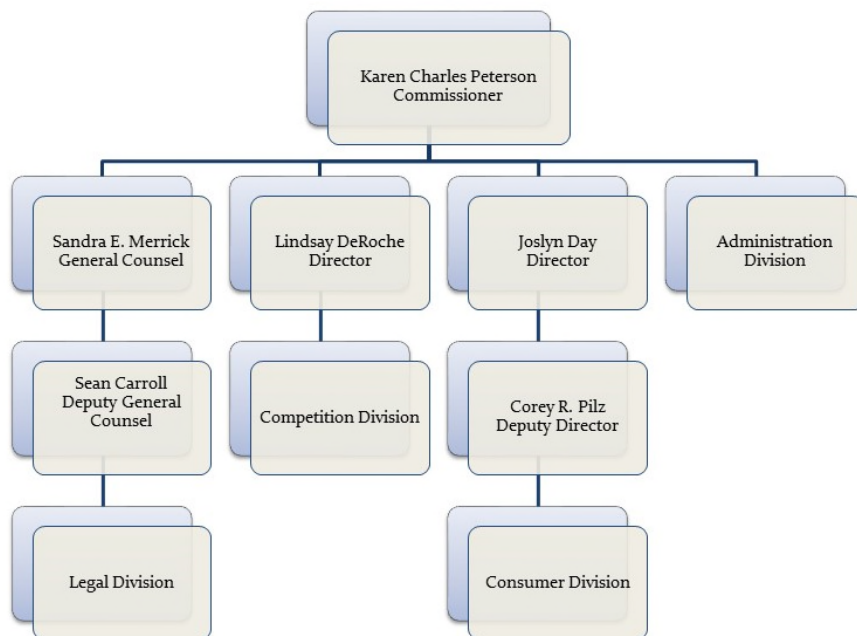 Karen Charles Peterson
Commissioner
Sandra E. Merrick
General Counsel
Lindsay DeRoche
Director
Joslyn Day
Director
Administration
Division
Sean Carroll
Deputy General
Counsel
Competition Division
Corey R. Pilz
Deputy Director
Legal Division
Consumer Division